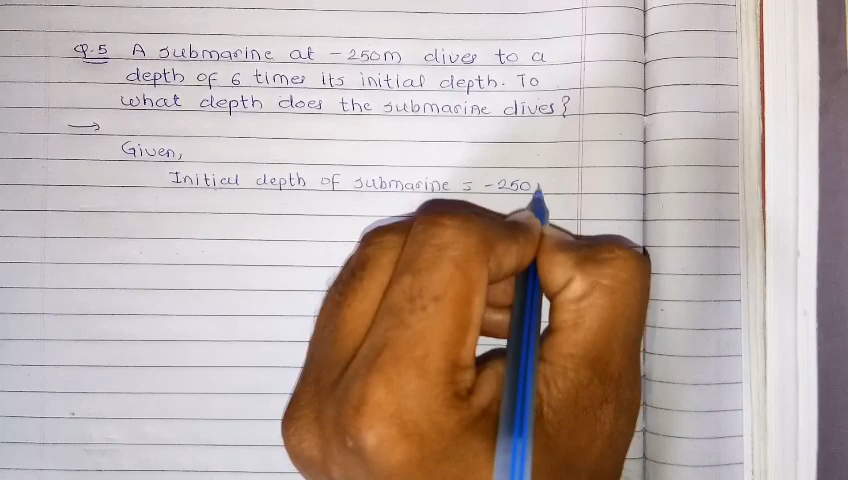 Q.5 A submarine at -250m dives to a
depth of 6 times its initial depth. To
what depth does the submarine dives?
→
Given,
Initial depth of submarine = -250